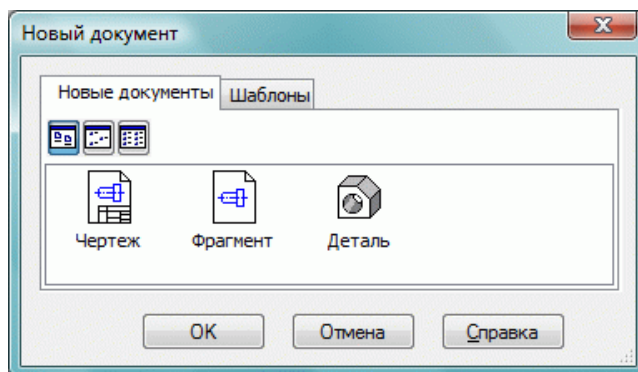 Новый документ
Новые документы Шаблоны
Чертеж Фрагмент Деталь
OK Отмена Справка